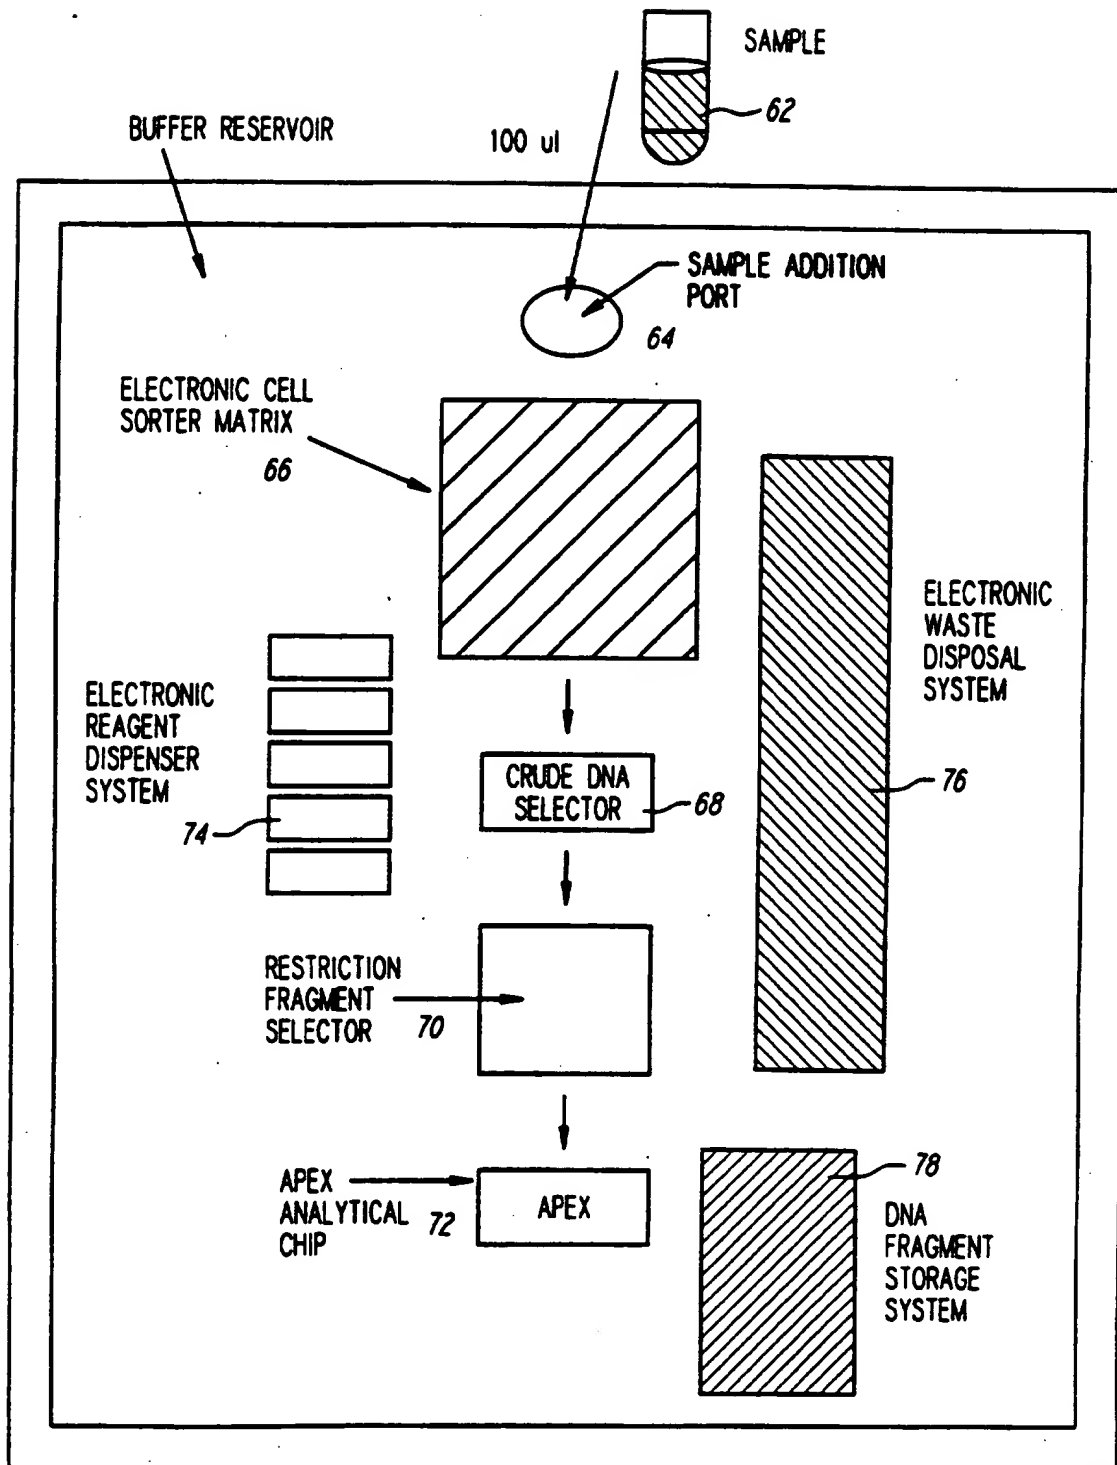 SAMPLE
62
BUFFER RESERVOIR
100 ul
SAMPLE ADDITION
PORT
64
ELECTRONIC CELL
SORTER MATRIX
66
ELECTRONIC
WASTE
DISPOSAL
SYSTEM
76
ELECTRONIC
REAGENT
DISPENSER
SYSTEM
74
CRUDE DNA
SELECTOR
68
RESTRICTION
FRAGMENT
SELECTOR
70
APEX
ANALYTICAL
CHIP
72
APEX
78
DNA
FRAGMENT
STORAGE
SYSTEM